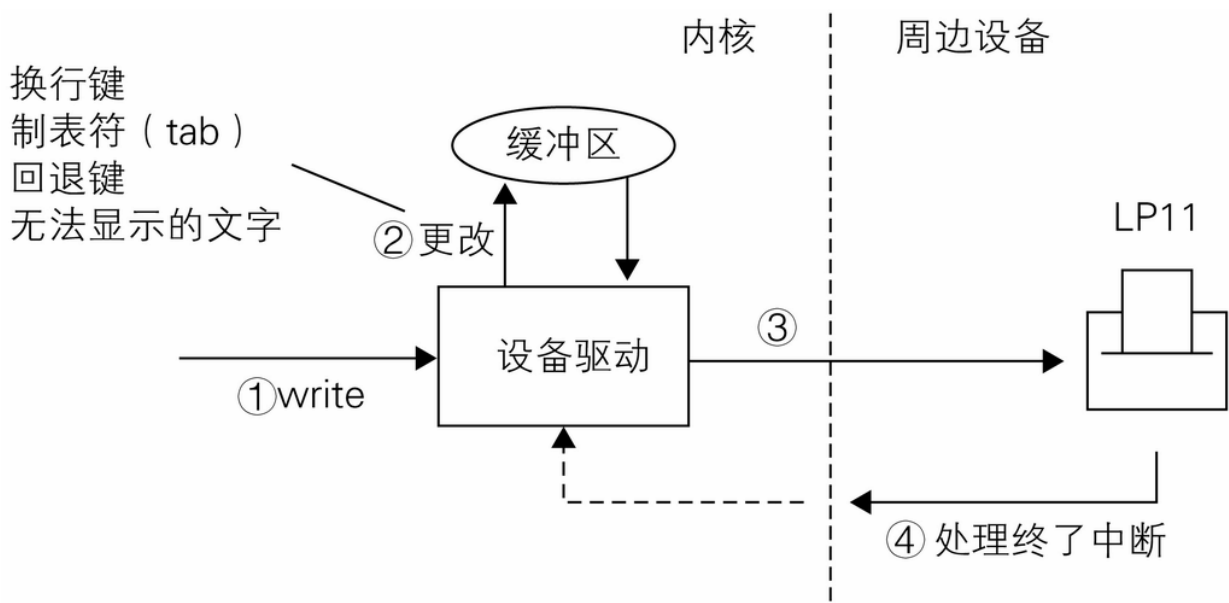 内核
周边设备
换行键
制表符（tab）
回退键
无法显示的文字
缓冲区
②更改
LP11
③
设备驱动
①write
④处理终了中断